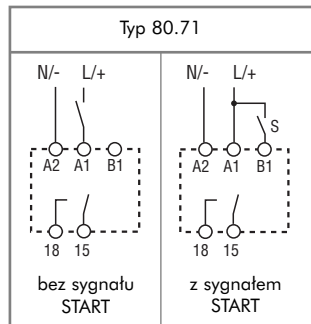 Typ 80.71
N/- L/+
A2 A1 B1
18 15
bez sygnału
START
N/- L/+
S
A2 A1 B1
18 15
z sygnałem
START